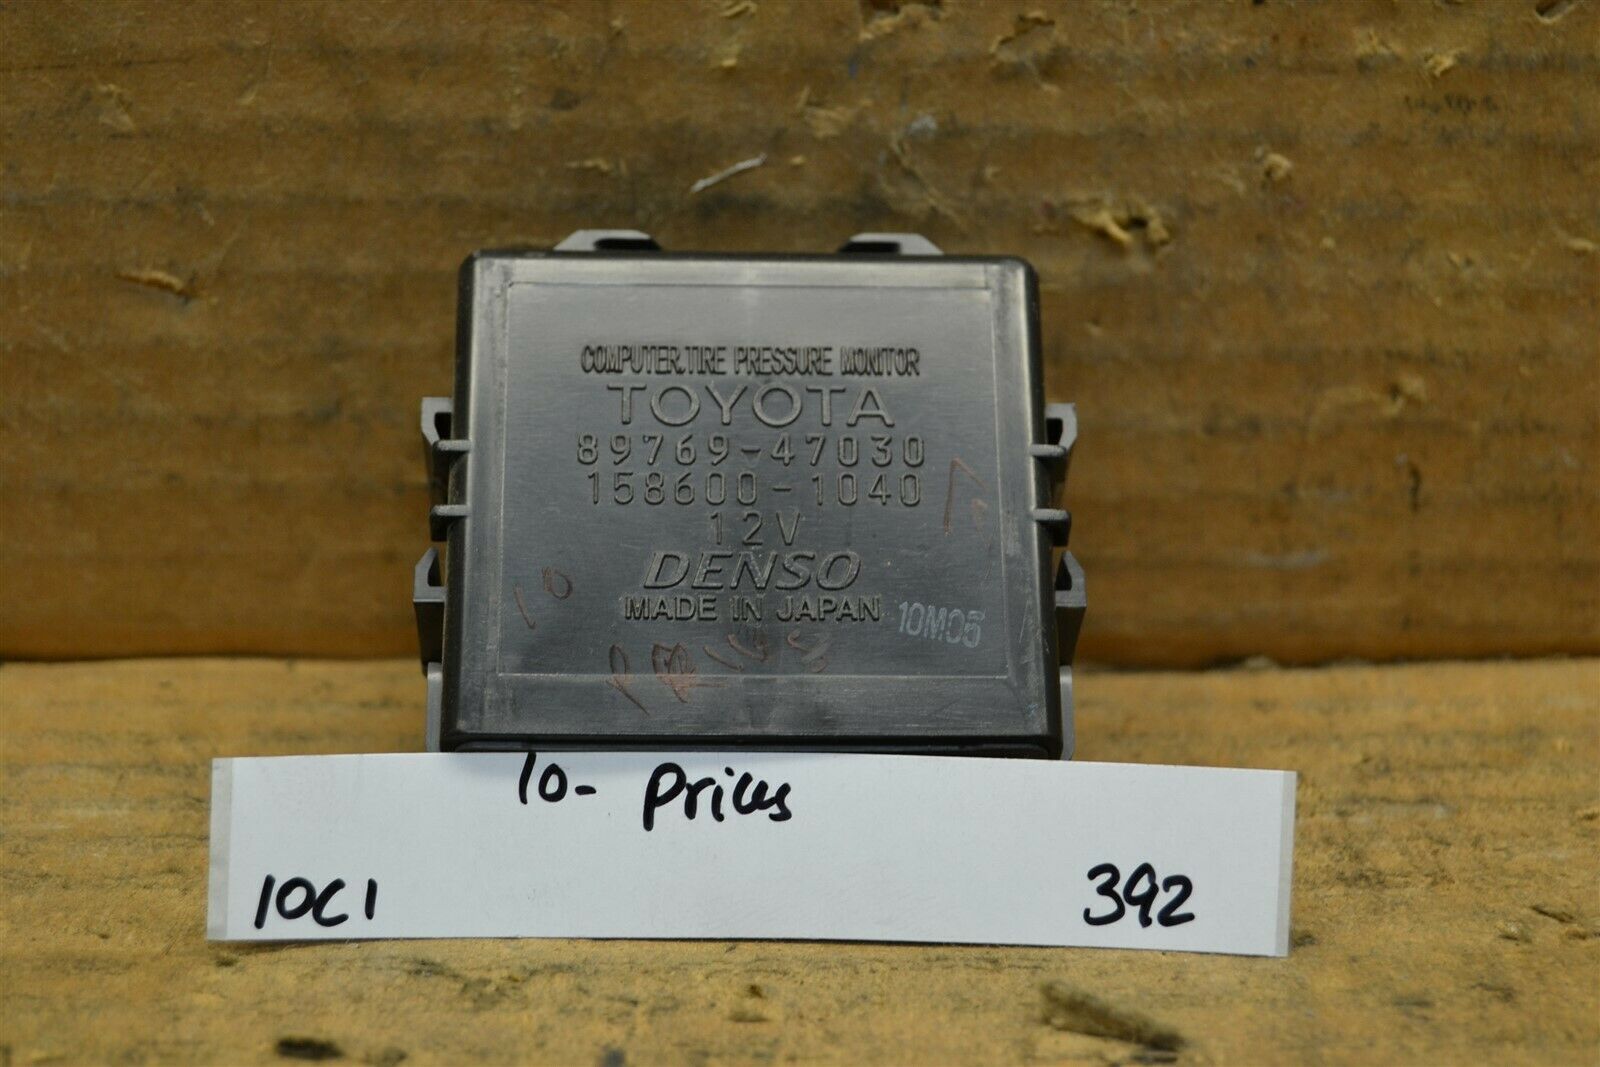 COMPUTER,TIRE PRESSURE MONITOR
TOYOTA
89769-47030
158600-1040
12V
DENSO
MADE IN JAPAN
10M05
10
10- Prius
10C1
392